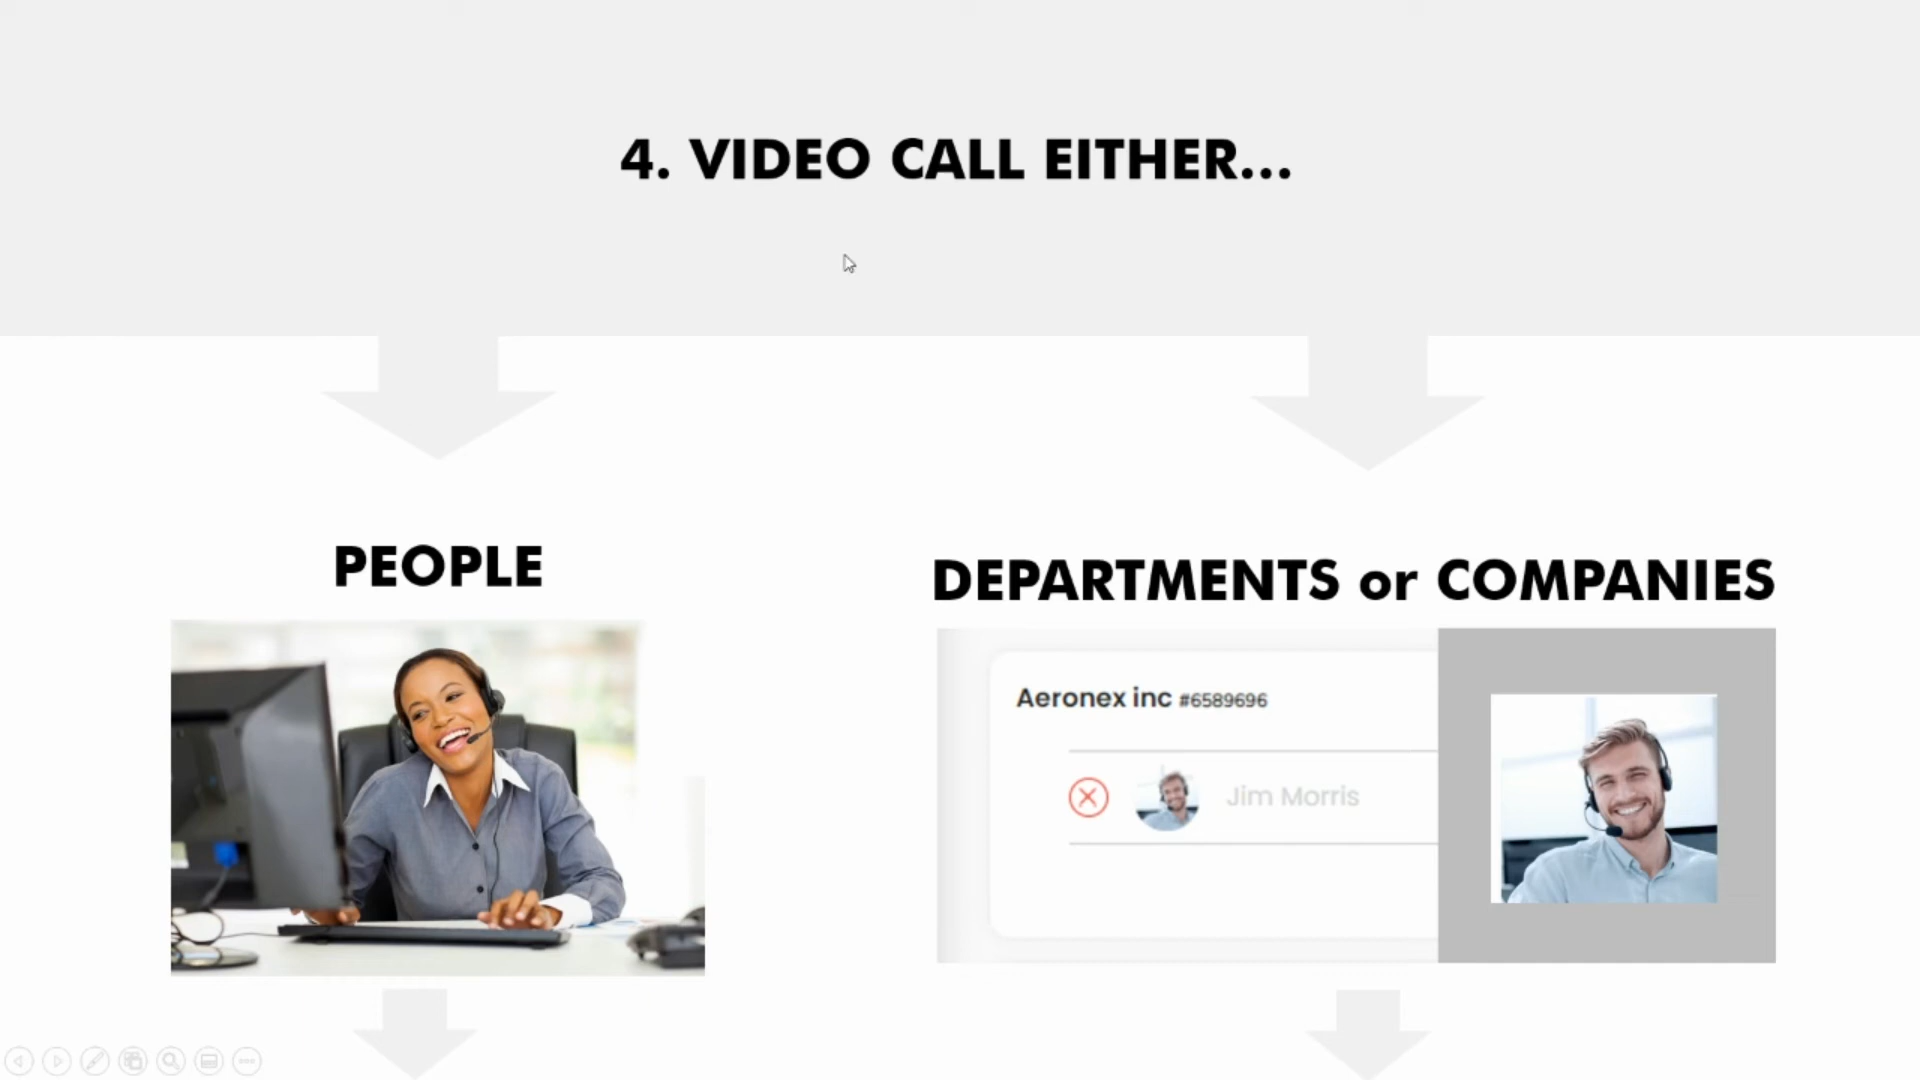 4. VIDEO CALL EITHER...
PEOPLE
DEPARTMENTS or COMPANIES
Aeronex inc #6589696
Jim Morris